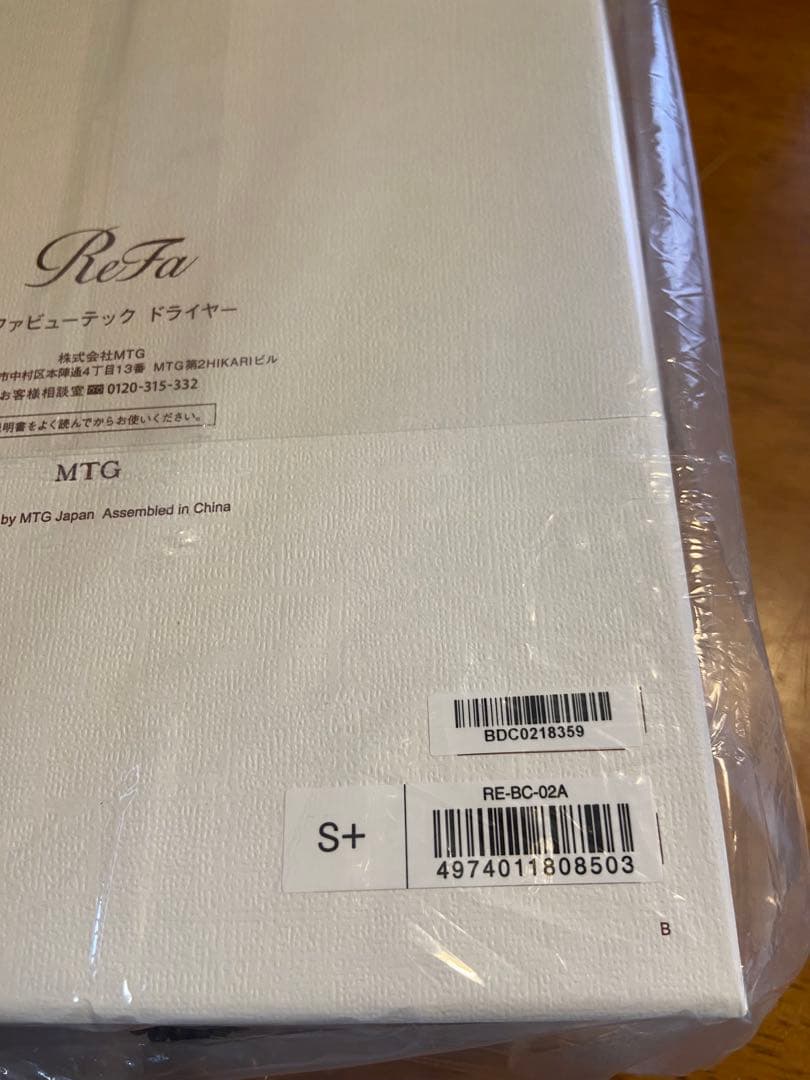 ReFa
ファビューテック ドライヤー
株式会社MTG
市中村区本陣通4丁目13番 MTG第2HIKARIビル
お客様相談室 0120-315-332
明書をよく読んでからお使いください。
MTG
by MTG Japan Assembled in China
BDC0218359
RE-BC-02A
S+
4974011808503
B